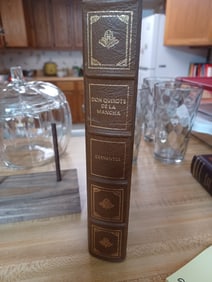 DON QUIXOTE
DE LA
MANCHA
CERVANTES